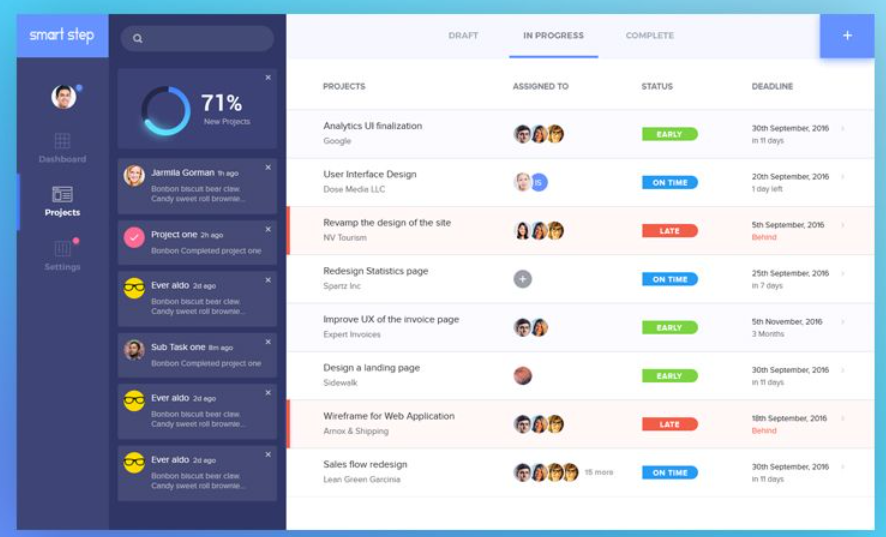 smart step
Dashboard
Projects
Settings
71%
New Projects
Jarmila Gorman 1h ago
Bonbon biscuit bear claw.
Candy sweet roll brownie...
Project one 2h ago
Bonbon Completed project one
Ever aldo 2d ago
Bonbon biscuit bear claw.
Candy sweet roll brownie...
Sub Task one 8m ago
Bonbon Completed project one
Ever aldo 2d ago
Bonbon biscuit bear claw.
Candy sweet roll brownie...
Ever aldo 2d ago
Bonbon biscuit bear claw.
Candy sweet roll brownie...
DRAFT IN PROGRESS COMPLETE +
PROJECTS ASSIGNED TO STATUS DEADLINE
Analytics UI finalization EARLY 30th September, 2016
Google in 11 days
User Interface Design 15 ON TIME 20th September, 2016
Dose Media LLC 1 day left
Revamp the design of the site LATE 5th September, 2016
NV Tourism Behind
Redesign Statistics page + ON TIME 25th September, 2016
Spartz Inc in 7 days
Improve UX of the invoice page EARLY 5th November, 2016
Expert Invoices 3 Months
Design a landing page EARLY 30th September, 2016
Sidewalk in 11 days
Wireframe for Web Application LATE 18th September, 2016
Arnox & Shipping Behind
Sales flow redesign 15 more ON TIME 30th September, 2016
Lean Green Garcinia in 11 days